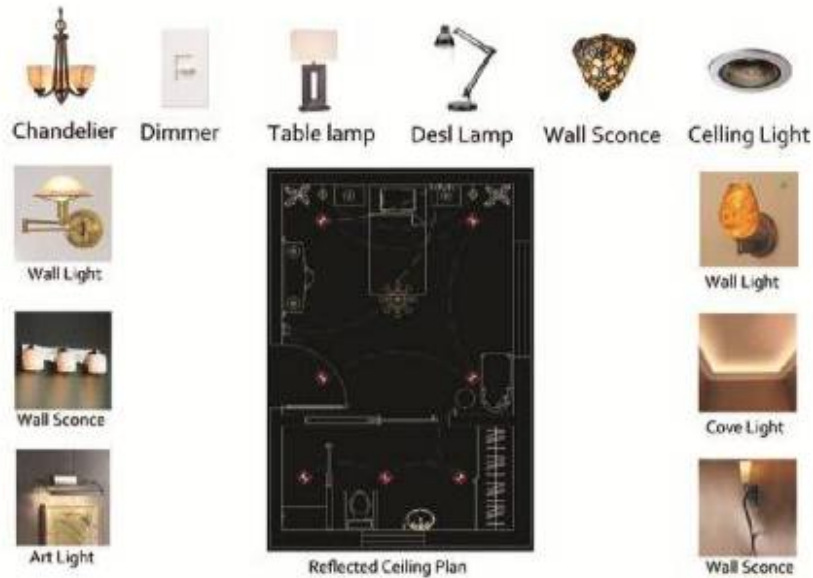 Chandelier Dimmer Table lamp Desl Lamp Wall Sconce Celling Light
Wall Light
Wall Light
Wall Sconce
Cove Light
Art Light
Reflected Ceiling Plan
Wall Sconce